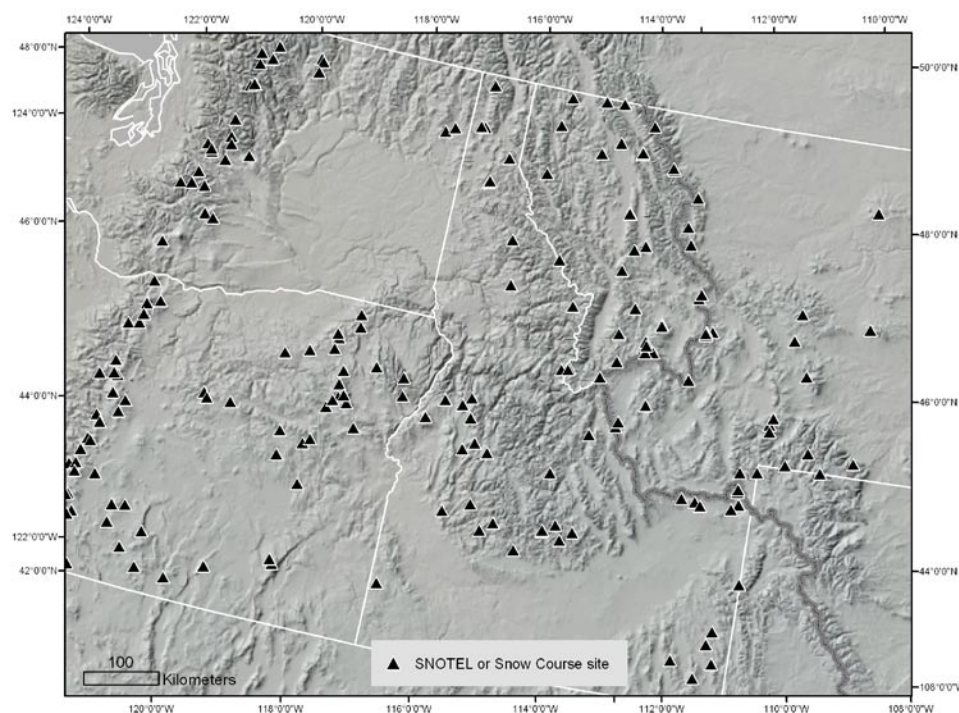 124°0'0"W 122°0'0"W 120°0'0"W 118°0'0"W 116°0'0"W 114°0'0"W 112°0'0"W 110°0'0"W
48°0'0"N
50°0'0"N
124°0'0"W
46°0'0"N
48°0'0"N
44°0'0"N
46°0'0"N
122°0'0"W
42°0'0"N
44°0'0"N
100
Kilometers
SNOTEL or Snow Course site
106°0'0"W
120°0'0"W 118°0'0"W 116°0'0"W 114°0'0"W 112°0'0"W 110°0'0"W 108°0'0"W